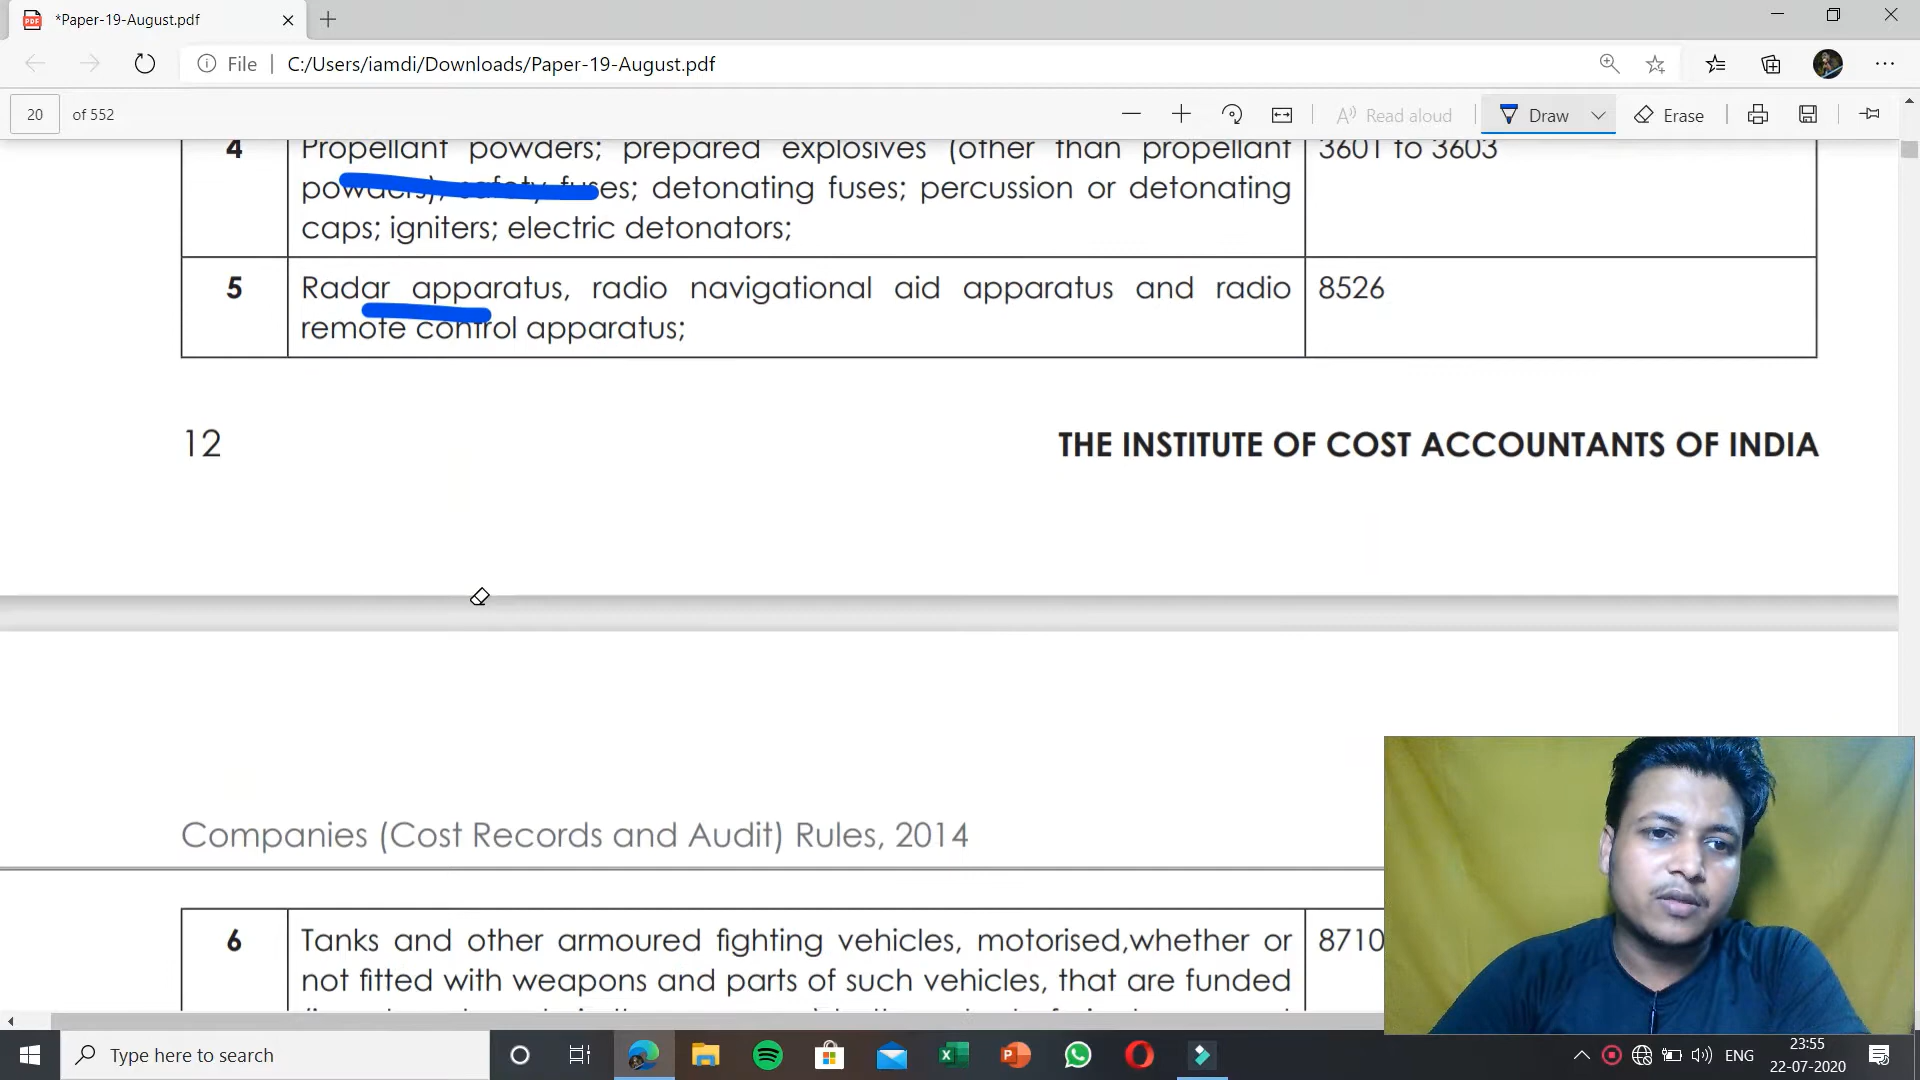 *Paper-19-August.pdf
File
C:/Users/iamdi/Downloads/Paper-19-August.pdf
20 of 552
Read aloud
Draw
Erase
4 Propellant powders; prepared explosives (other than propellant 3601 to 3603
powders); safety fuses; detonating fuses; percussion or detonating
caps; igniters; electric detonators;
5 Radar apparatus, radio navigational aid apparatus and radio 8526
remote control apparatus;
12 THE INSTITUTE OF COST ACCOUNTANTS OF INDIA
Companies (Cost Records and Audit) Rules, 2014
6 Tanks and other armoured fighting vehicles, motorised,whether or 8710
not fitted with weapons and parts of such vehicles, that are funded
Type here to search
ENG
23:55
22-07-2020